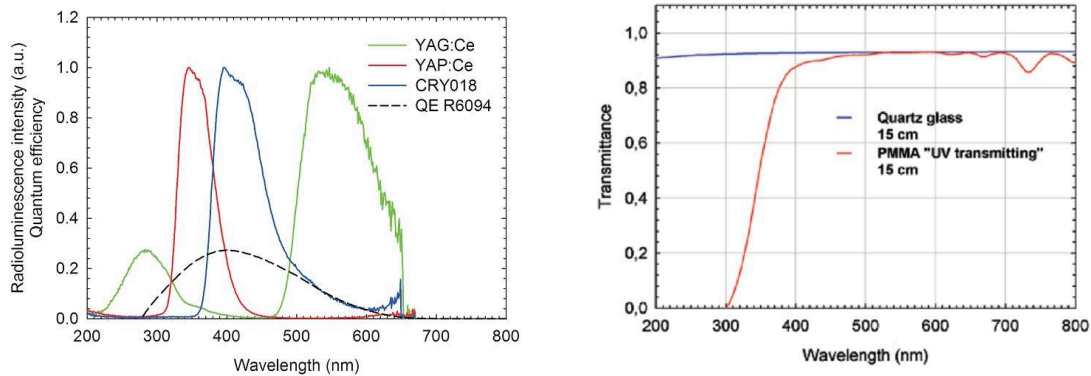 Radioluminescence intensity (a.u.)
Quantum efficiency
1.2
1.0
0.8
0.6
0.4
0.2
0.0
YAG:Ce
YAP:Ce
CRY018
QE R6094
200 300 400 500 600 700 800
Wavelength (nm)
Transmittance
1,0
0,8
0,6
0,4
0,2
0,0
Quartz glass
15 cm
PMMA "UV transmitting"
15 cm
200 300 400 500 600 700 800
Wavelength (nm)